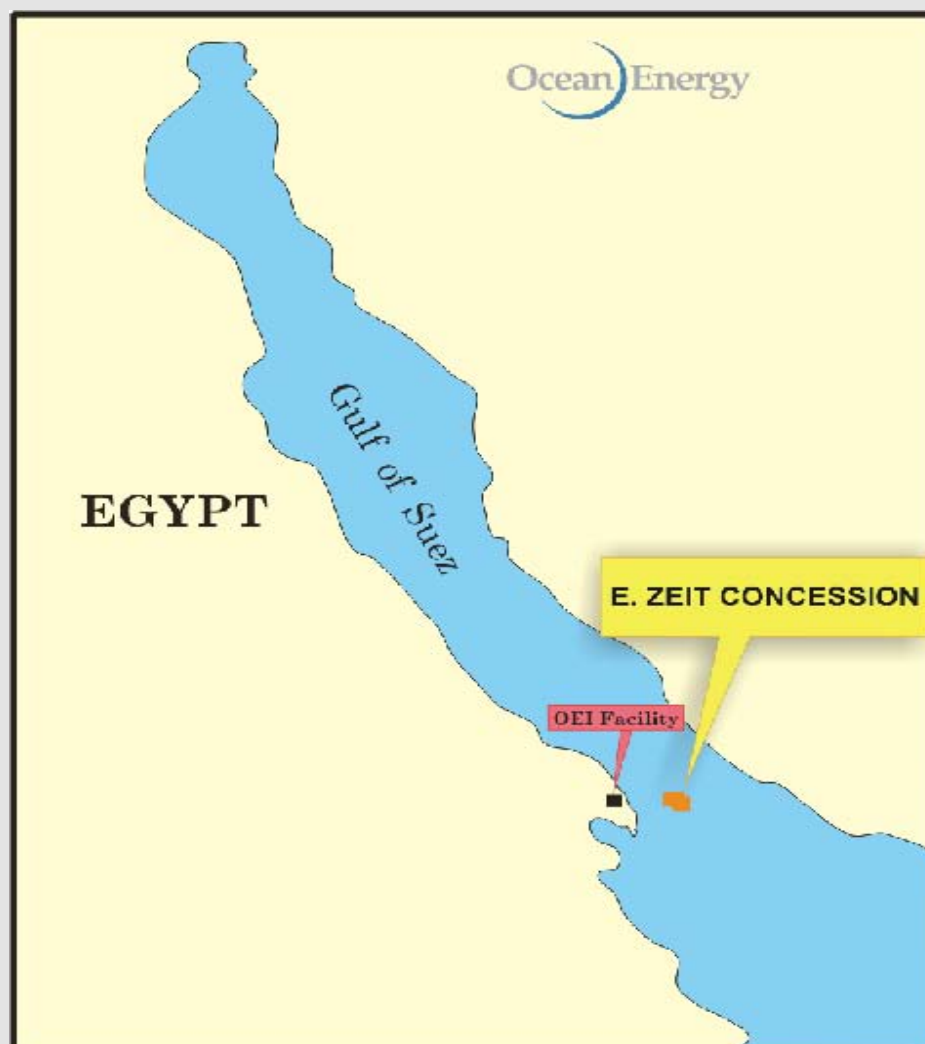 Ocean Energy
Gulf of Suez
EGYPT
E. ZEIT CONCESSION
OEI Facility